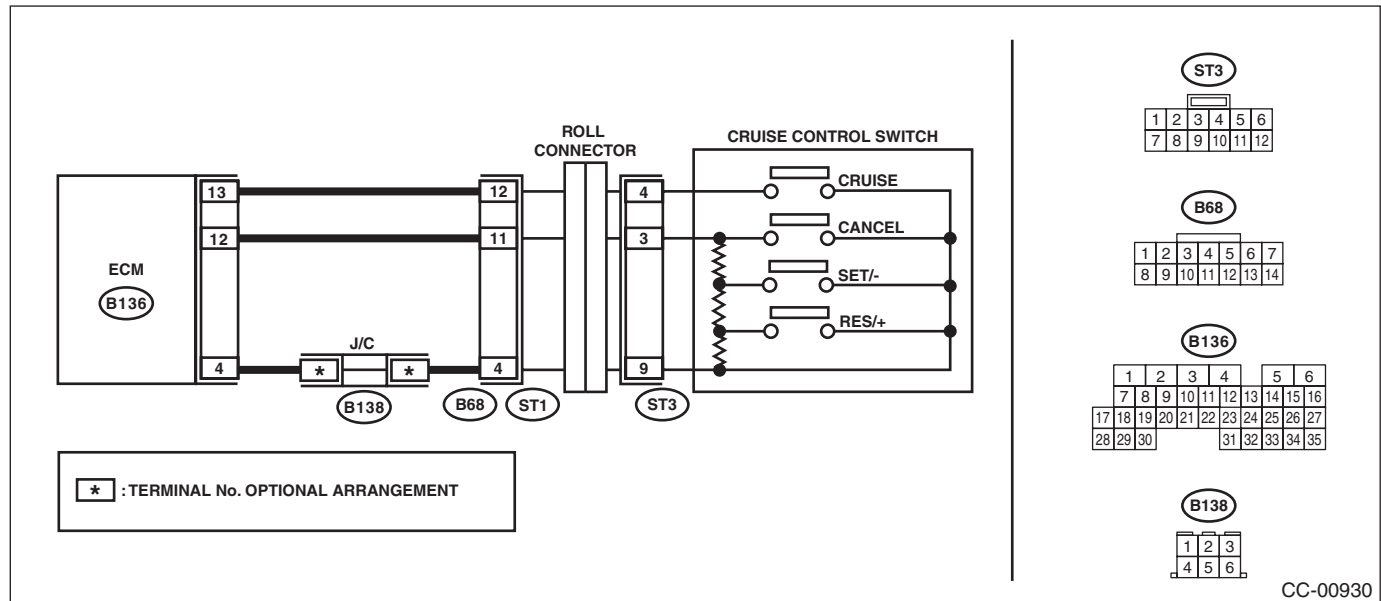 ECM
B136
13
12
4
J/C
*
*
B138
12
11
4
B68
ST1
ROLL
CONNECTOR
4
3
9
ST3
CRUISE CONTROL SWITCH
CRUISE
CANCEL
SET/-
RES/+
* : TERMINAL No. OPTIONAL ARRANGEMENT
ST3
1 2 3 4 5 6
7 8 9 10 11 12
B68
1 2 3 4 5 6 7
8 9 10 11 12 13 14
B136
1 2 3 4 5 6
7 8 9 10 11 12 13 14 15 16
17 18 19 20 21 22 23 24 25 26 27
28 29 30 31 32 33 34 35
B138
1 2 3
4 5 6
CC-00930